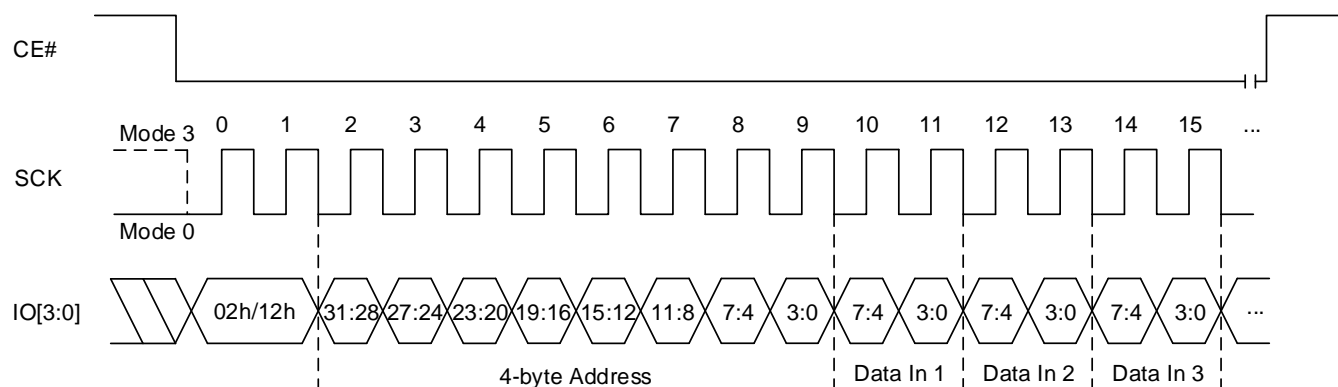 CE#
0 1 2 3 4 5 6 7 8 9 10 11 12 13 14 15 ...
Mode 3
SCK
Mode 0
IO[3:0] 02h/12h 31:28 27:24 23:20 19:16 15:12 11:8 7:4 3:0 7:4 3:0 7:4 3:0 7:4 3:0 ...
4-byte Address Data In 1 Data In 2 Data In 3